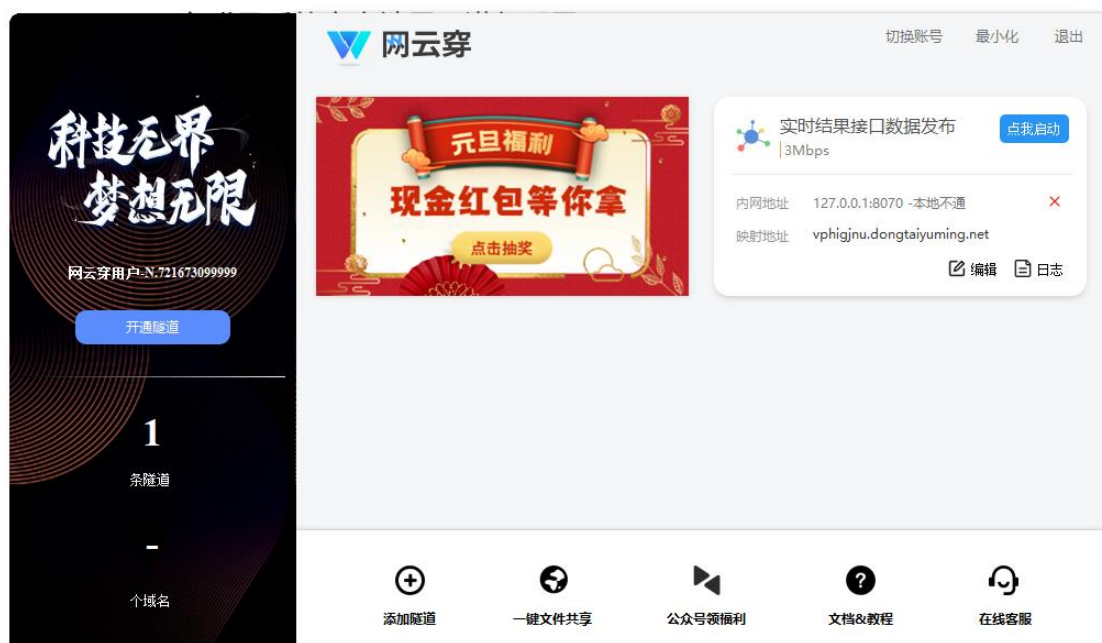 网云穿
切换账号 最小化 退出
科技无界
梦想无限
网云穿用户-N.721673099999
开通隧道
1
条隧道
-
个域名
元旦福利
现金红包等你拿
点击抽奖
实时结果接口数据发布
3Mbps
点我启动
内网地址 127.0.0.1:8070 -本地不通
映射地址 vphigjnu.dongtaiyuming.net
编辑 日志
添加隧道 一键文件共享 公众号领福利 文档&教程 在线客服